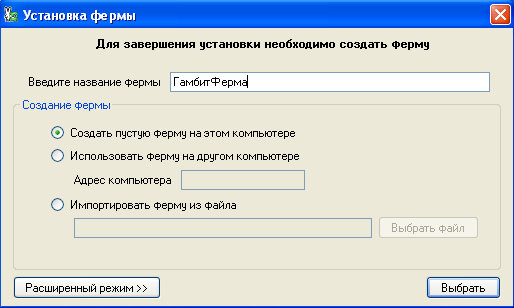 Установка фермы
Для завершения установки необходимо создать ферму
Введите название фермы ГамбитФерма
Создание фермы
Создать пустую ферму на этом компьютере
Использовать ферму на другом компьютере
Адрес компьютера
Импортировать ферму из файла
Выбрать файл
Расширенный режим >> Выбрать